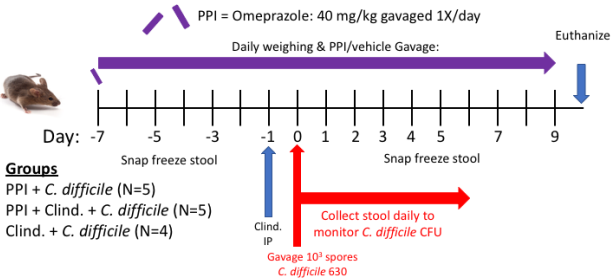 PPI = Omeprazole: 40 mg/kg gavaged 1X/day
Euthanize
Daily weighing & PPI/vehicle Gavage:
Day: -7 -5 -3 -1 0 1 2 3 4 5 7 9
Snap freeze stool Snap freeze stool
Groups
PPI + C. difficile (N=5)
PPI + Clind. + C. difficile (N=5)
Clind. + C. difficile (N=4)
Clind.
IP
Collect stool daily to
monitor C. difficile CFU
Gavage 10³ spores
C. difficile 630